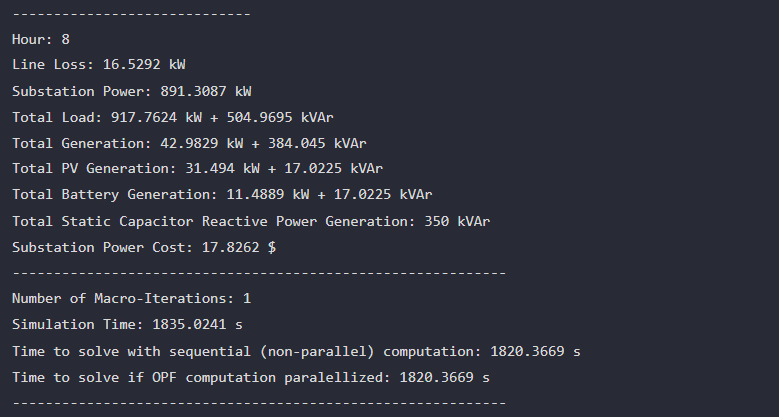 -----------------------------
Hour: 8
Line Loss: 16.5292 kW
Substation Power: 891.3087 kW
Total Load: 917.7624 kW + 504.9695 kVAr
Total Generation: 42.9829 kW + 384.045 kVAr
Total PV Generation: 31.494 kW + 17.0225 kVAr
Total Battery Generation: 11.4889 kW + 17.0225 kVAr
Total Static Capacitor Reactive Power Generation: 350 kVAr
Substation Power Cost: 17.8262 $
------------------------------------------------------------
Number of Macro-Iterations: 1
Simulation Time: 1835.0241 s
Time to solve with sequential (non-parallel) computation: 1820.3669 s
Time to solve if OPF computation paralellized: 1820.3669 s
------------------------------------------------------------